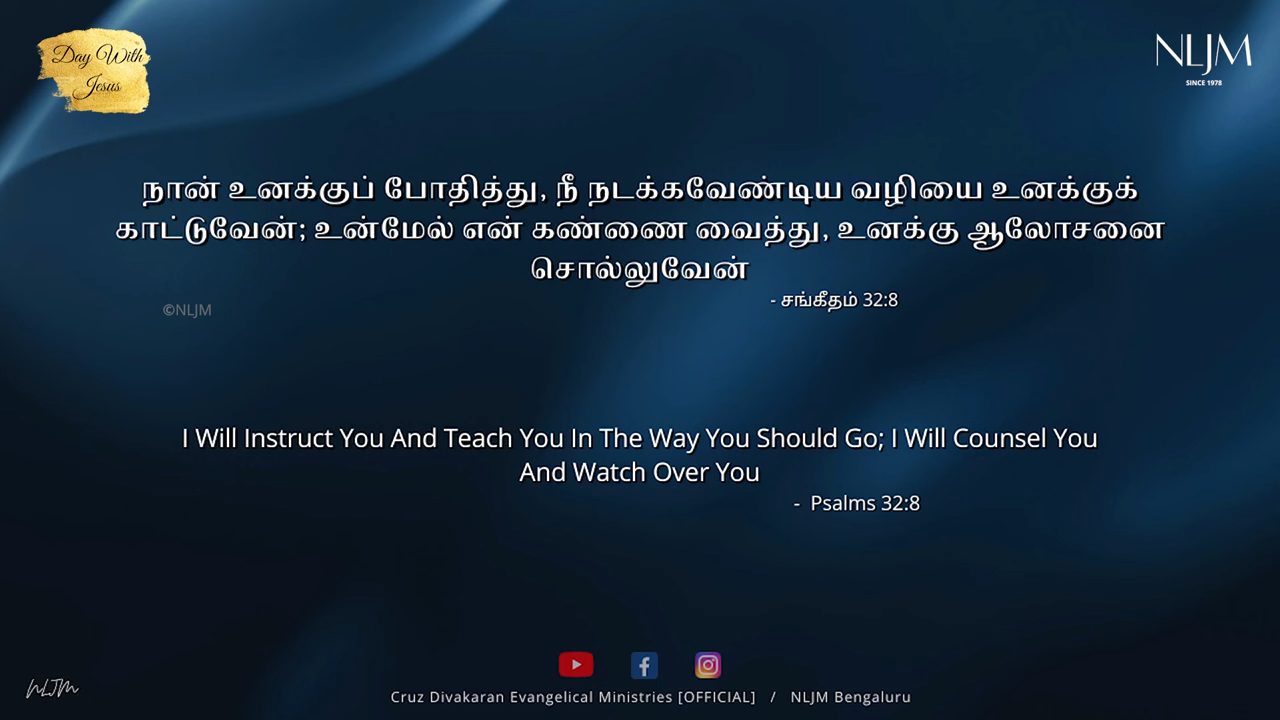 Day With
Jesus
NLJM
SINCE 1978
நான் உனக்குப் போதித்து, நீ நடக்கவேண்டிய வழியை உனக்குக்
காட்டுவேன்; உன்மேல் என் கண்ணை வைத்து, உனக்கு ஆலோசனை
சொல்லுவேன்
- சங்கீதம் 32:8
©NLJM
I Will Instruct You And Teach You In The Way You Should Go; I Will Counsel You
And Watch Over You
- Psalms 32:8
NLJM
Cruz Divakaran Evangelical Ministries [OFFICIAL] / NLJM Bengaluru